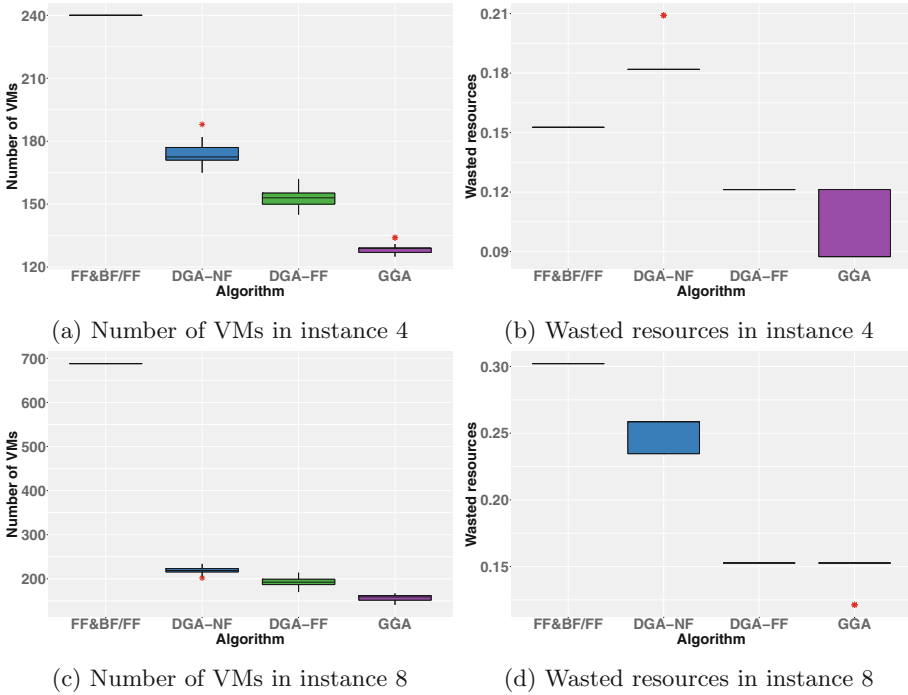 240
210
180
150
120
Number of VMs
FF&BF/FF DGA-NF DGA-FF GGA
Algorithm
(a) Number of VMs in instance 4
0.21
0.18
0.15
0.12
0.09
Wasted resources
FF&BF/FF DGA-NF DGA-FF GGA
Algorithm
(b) Wasted resources in instance 4
700
600
500
400
300
200
Number of VMs
FF&BF/FF DGA-NF DGA-FF GGA
Algorithm
(c) Number of VMs in instance 8
0.30
0.25
0.20
0.15
Wasted resources
FF&BF/FF DGA-NF DGA-FF GGA
Algorithm
(d) Wasted resources in instance 8